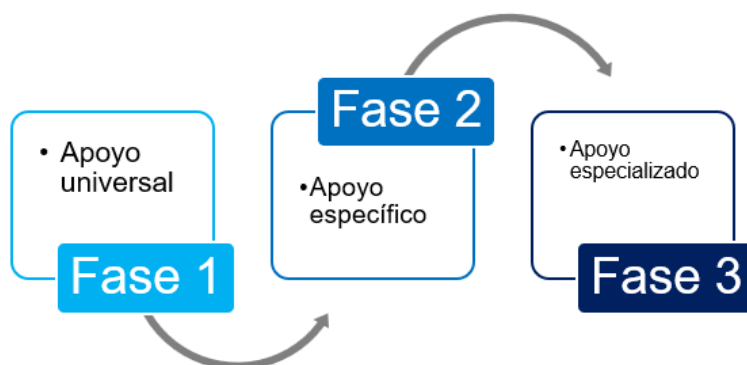 • Apoyo
universal
Fase 1
Fase 2
•Apoyo
específico
•Apoyo
especializado
Fase 3